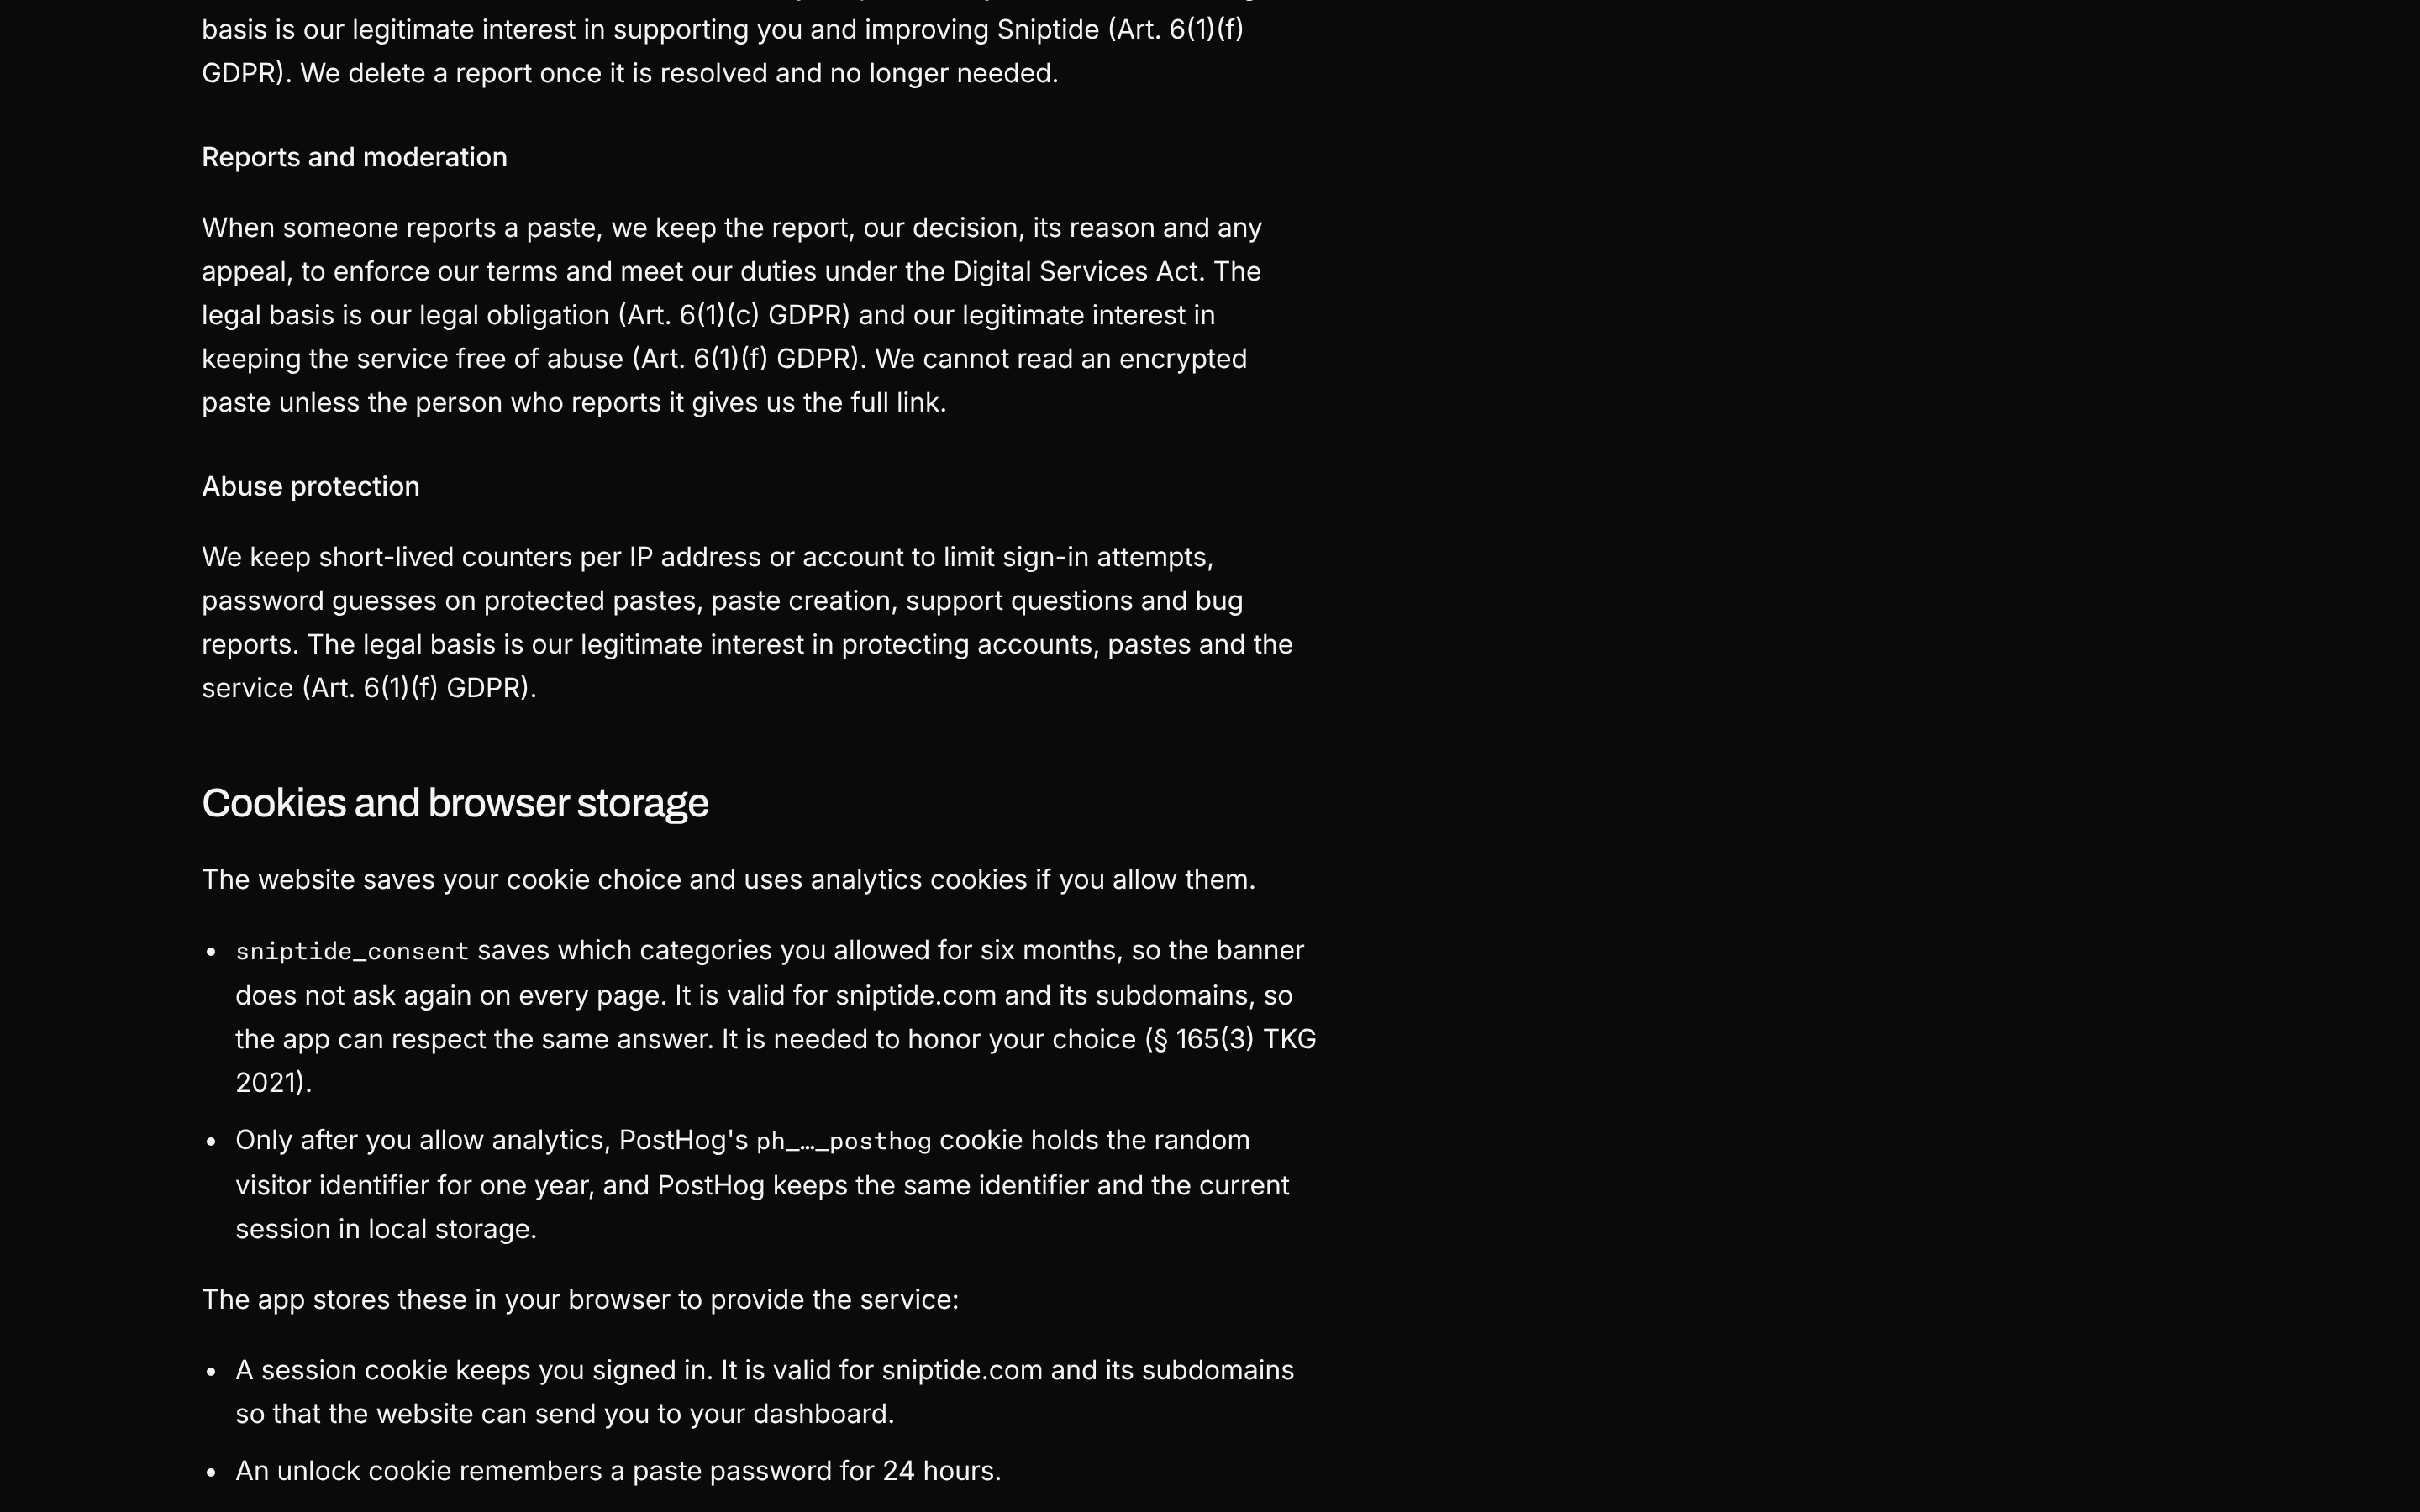 basis is our legitimate interest in supporting you and improving Sniptide (Art. 6(1)(f)
GDPR). We delete a report once it is resolved and no longer needed.
Reports and moderation
When someone reports a paste, we keep the report, our decision, its reason and any
appeal, to enforce our terms and meet our duties under the Digital Services Act. The
legal basis is our legal obligation (Art. 6(1)(c) GDPR) and our legitimate interest in
keeping the service free of abuse (Art. 6(1)(f) GDPR). We cannot read an encrypted
paste unless the person who reports it gives us the full link.
Abuse protection
We keep short-lived counters per IP address or account to limit sign-in attempts,
password guesses on protected pastes, paste creation, support questions and bug
reports. The legal basis is our legitimate interest in protecting accounts, pastes and the
service (Art. 6(1)(f) GDPR).
Cookies and browser storage
The website saves your cookie choice and uses analytics cookies if you allow them.
• sniptide_consent saves which categories you allowed for six months, so the banner
does not ask again on every page. It is valid for sniptide.com and its subdomains, so
the app can respect the same answer. It is needed to honor your choice (§ 165(3) TKG
2021).
• Only after you allow analytics, PostHog's ph_…_posthog cookie holds the random
visitor identifier for one year, and PostHog keeps the same identifier and the current
session in local storage.
The app stores these in your browser to provide the service:
• A session cookie keeps you signed in. It is valid for sniptide.com and its subdomains
so that the website can send you to your dashboard.
• An unlock cookie remembers a paste password for 24 hours.